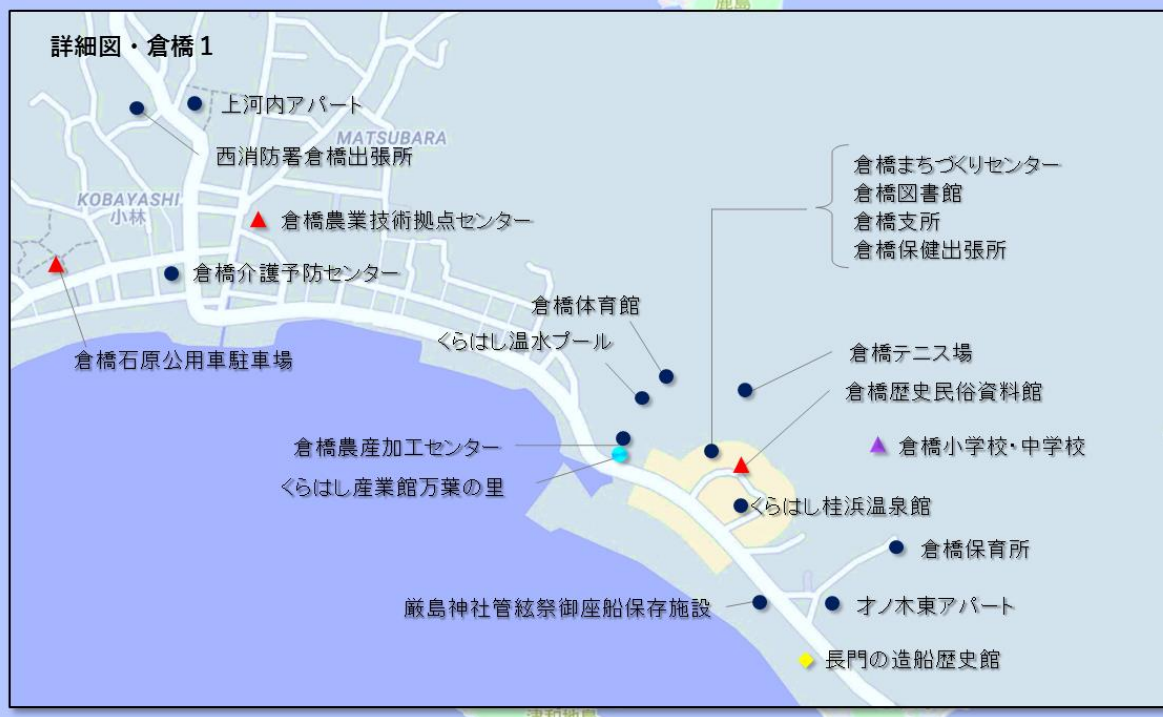 鹿島
詳細図・倉橋1
上河内アパート
MATSUBARA
西消防署倉橋出張所
倉橋まちづくりセンター
倉橋図書館
倉橋支所
倉橋保健出張所
KOBAYASHI
小林
倉橋農業技術拠点センター
倉橋介護予防センター
倉橋体育館
くらはし温水プール
倉橋石原公用車駐車場
倉橋テニス場
倉橋歴史民俗資料館
倉橋農産加工センター
倉橋小学校・中学校
くらはし産業館万葉の里
くらはし桂浜温泉館
倉橋保育所
厳島神社管絃祭御座船保存施設
才ノ木東アパート
長門の造船歴史館
津和地島